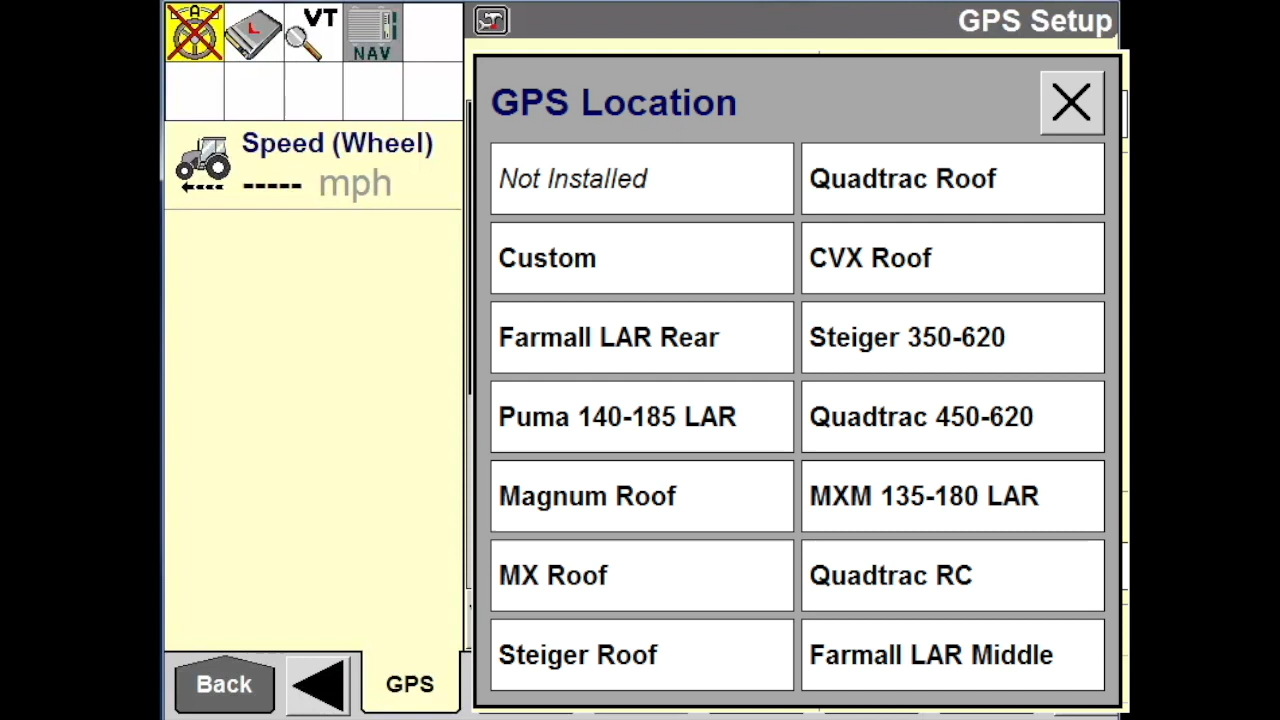 VT
L
NAV
GPS Setup
Speed (Wheel)
----- mph
GPS Location
Not Installed
Quadtrac Roof
Custom
CVX Roof
Farmall LAR Rear
Steiger 350-620
Puma 140-185 LAR
Quadtrac 450-620
Magnum Roof
MXM 135-180 LAR
MX Roof
Quadtrac RC
Steiger Roof
Farmall LAR Middle
Back
GPS